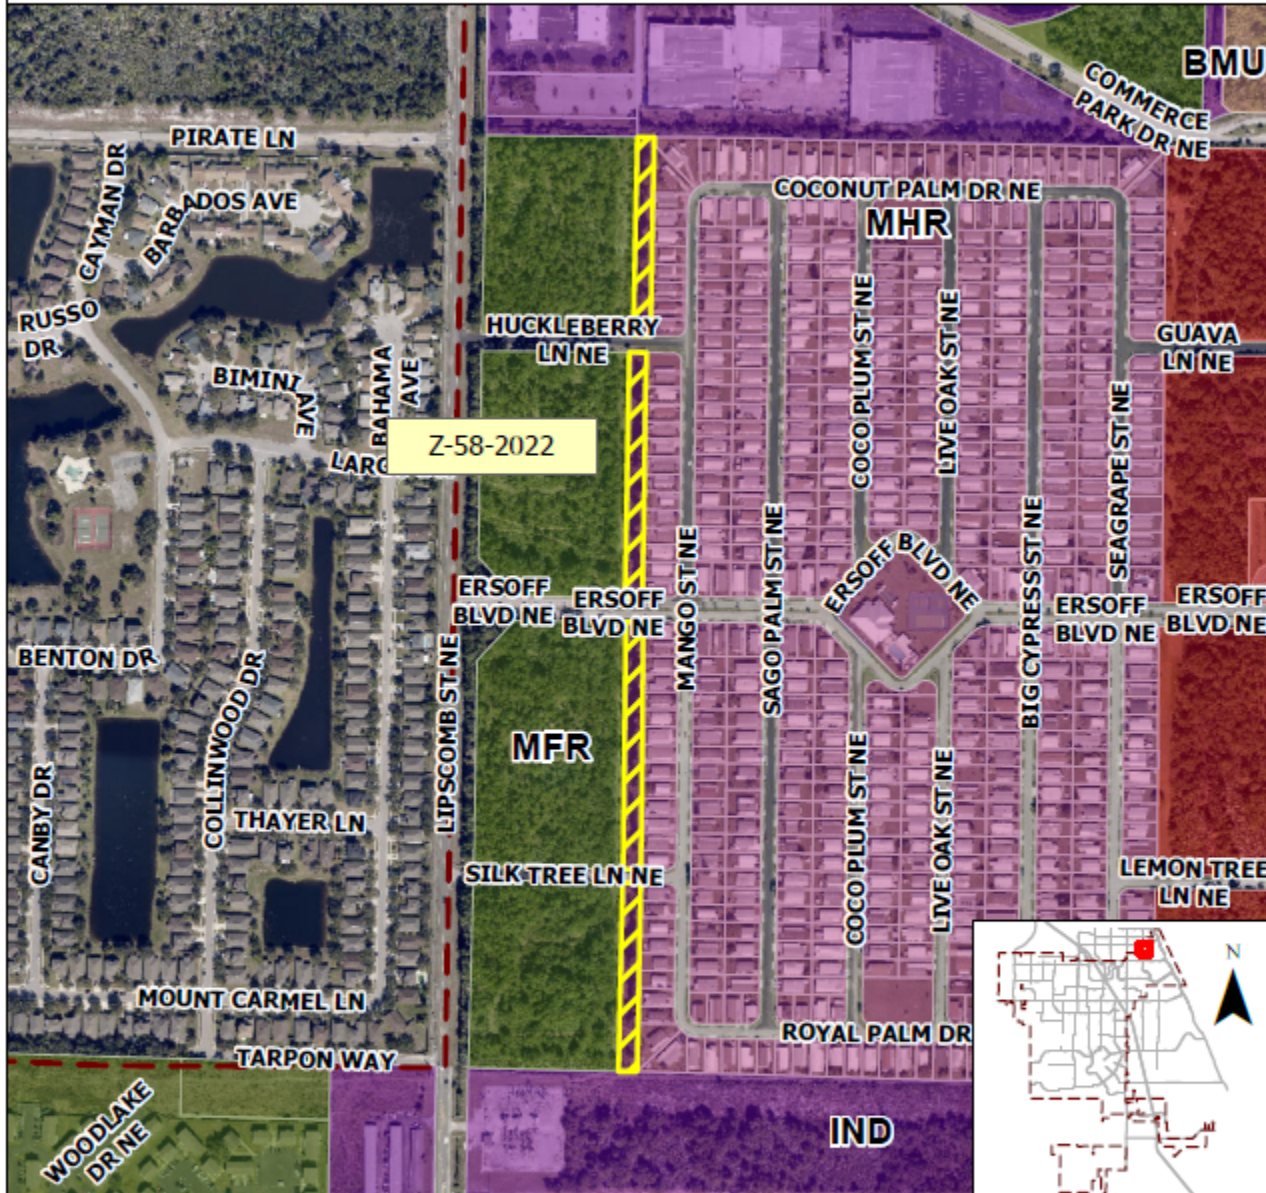 BMU
COMMERCE
PARK DR NE
PIRATE LN
CAYMAN DR
BARBADOS AVE
COCONUT PALM DR NE
MHR
RUSSO
DR
HUCKLEBERRY
LN NE
GUAVA
LN NE
BIMINI AVE
BAHAMA
AVE
COCO PLUM ST NE
LIVE OAK ST NE
SEAGRAPE ST NE
Z-58-2022
LARG
MANGO ST NE
SAGO PALM ST NE
BIG CYPRESS ST NE
ERSOFF
BLVD NE
ERSOFF
BLVD NE
ERSOFF BLVD NE
ERSOFF
BLVD NE
ERSOFF
BLVD NE
BENTON DR
COLLINWOOD DR
LIPSCOMB ST NE
MFR
CANBY DR
THAYER LN
COCO PLUM ST NE
LIVE OAK ST NE
SILK TREE LN NE
LEMON TREE
LN NE
MOUNT CARMEL LN
ROYAL PALM DR
N
TARPON WAY
WOODLAKE
DR NE
IND